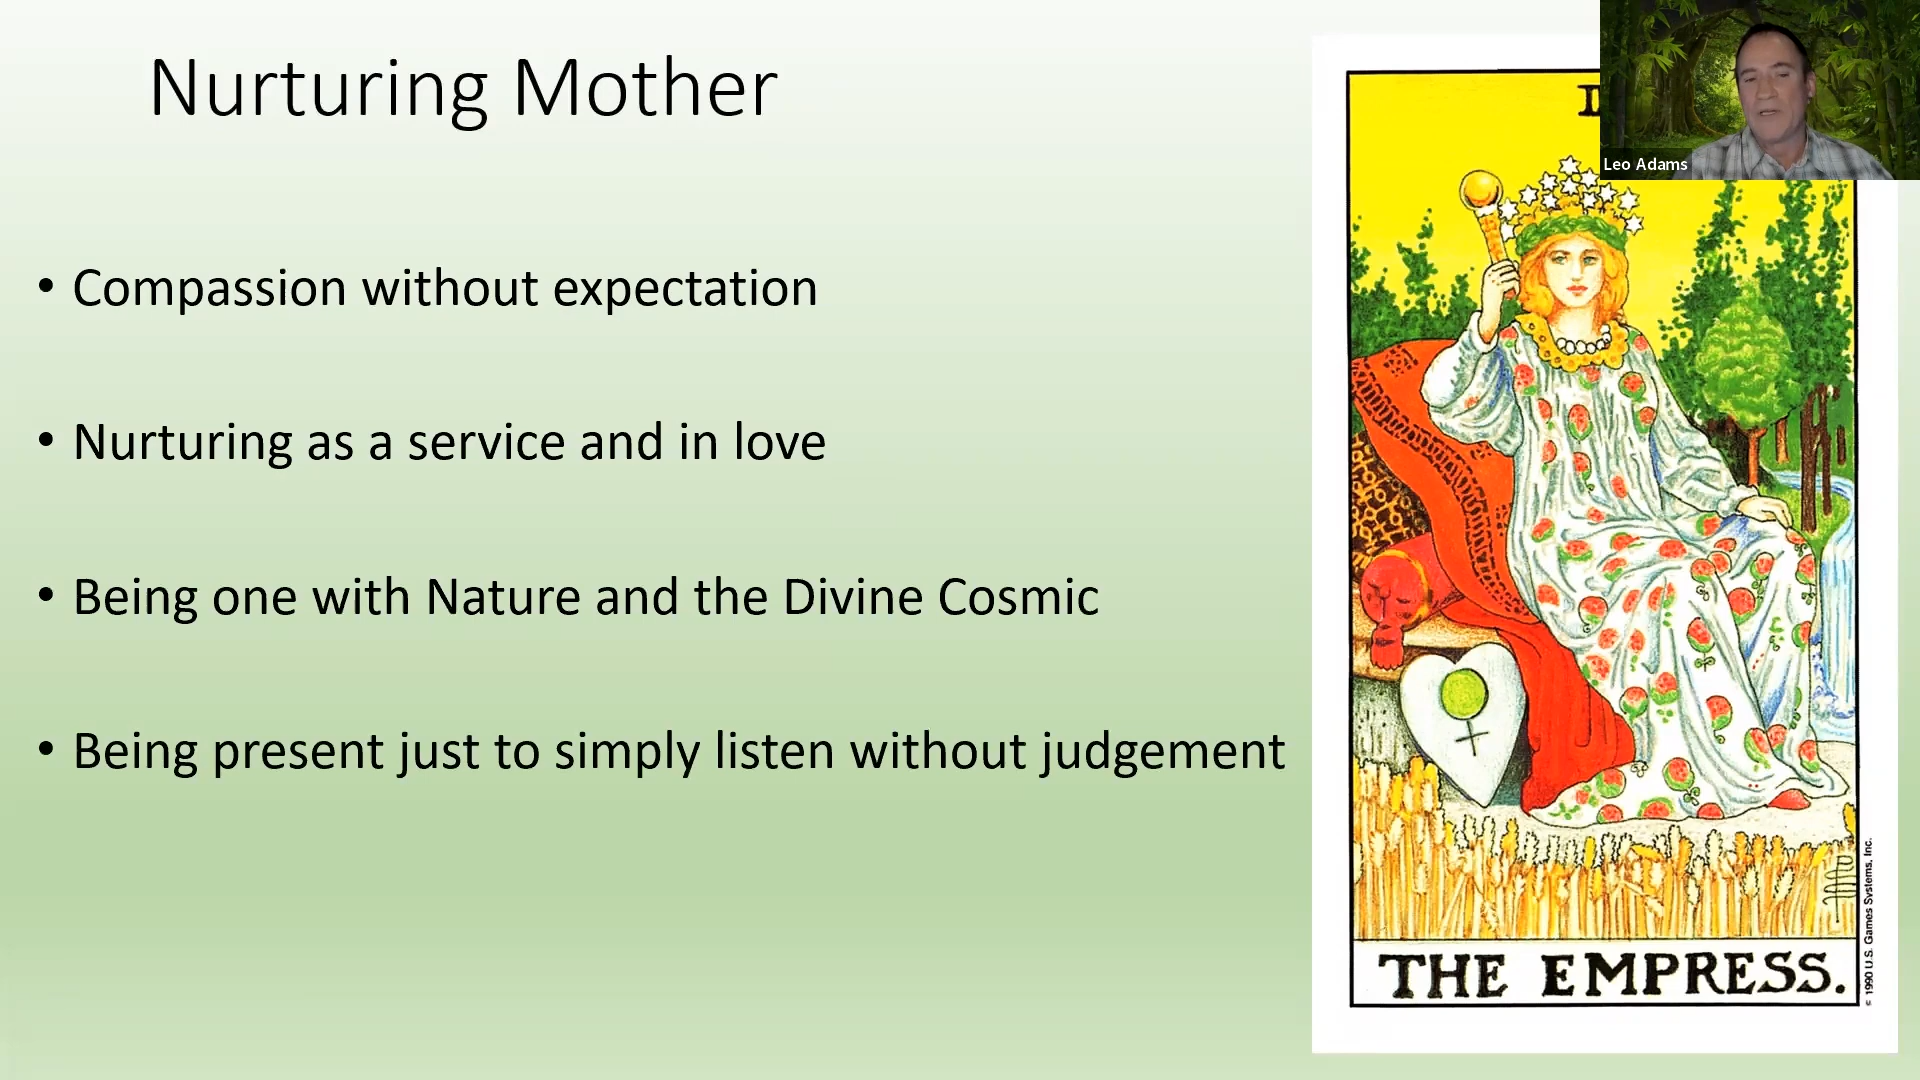 Nurturing Mother
• Compassion without expectation
• Nurturing as a service and in love
• Being one with Nature and the Divine Cosmic
• Being present just to simply listen without judgement
Leo Adams
THE EMPRESS.
© 1990 U.S. Games Systems, Inc.